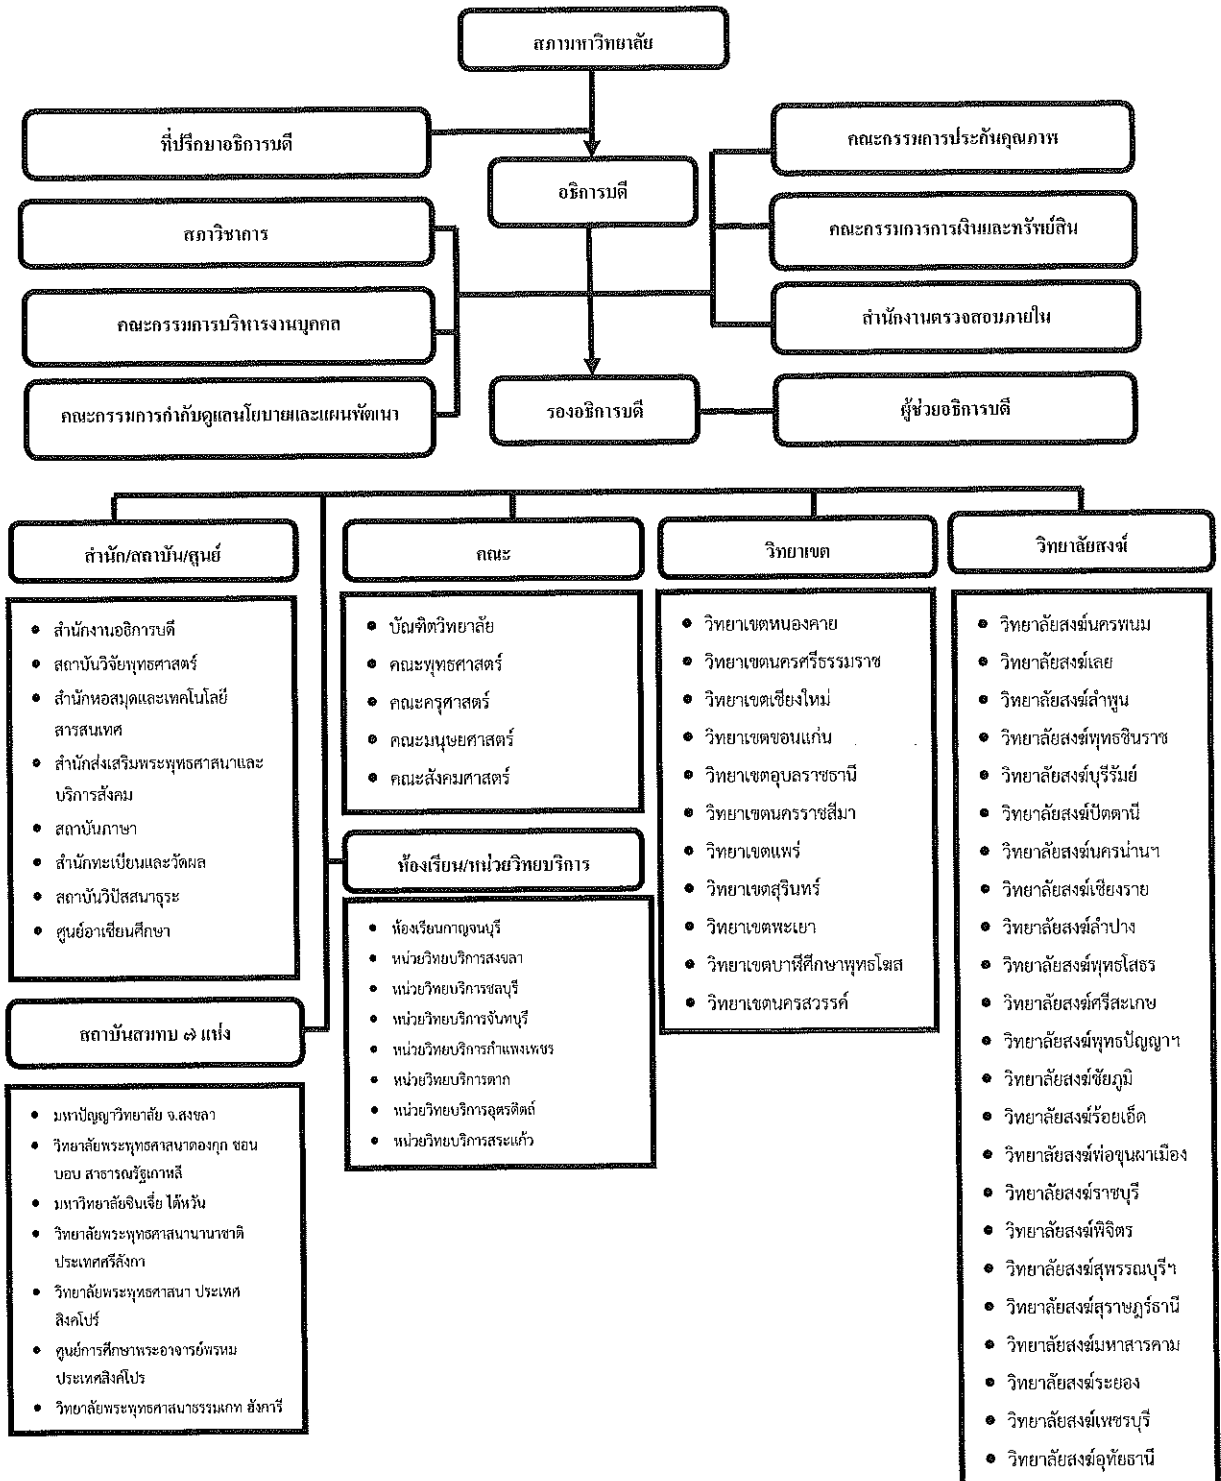 สภามหาวิทยาลัย
ที่ปรึกษาอธิการบดี
คณะกรรมการประกันคุณภาพ
อธิการบดี
สภาวิชาการ
คณะกรรมการการเงินและทรัพย์สิน
คณะกรรมการบริหารงานบุคคล
สำนักงานตรวจสอบภายใน
คณะกรรมการกำกับดูแลนโยบายและแผนพัฒนา
รองอธิการบดี
ผู้ช่วยอธิการบดี
สำนัก/สถาบัน/ศูนย์
• สำนักงานอธิการบดี
• สถาบันวิจัยพุทธศาสตร์
• สำนักหอสมุดและเทคโนโลยี
สารสนเทศ
• สำนักส่งเสริมพระพุทธศาสนาและ
บริการสังคม
• สถาบันภาษา
• สำนักทะเบียนและวัดผล
• สถาบันวิปัสสนาธุระ
• ศูนย์อาเซียนศึกษา
สถาบันสมทบ ๗ แห่ง
• มหาปัญญาวิทยาลัย จ.สงขลา
• วิทยาลัยพระพุทธศาสนาดองกุก ชอน
บอบ สาธารณรัฐเกาหลี
• มหาวิทยาลัยชินเจี่ย ไต้หวัน
• วิทยาลัยพระพุทธศาสนานานาชาติ
ประเทศศรีลังกา
• วิทยาลัยพระพุทธศาสนา ประเทศ
สิงคโปร์
• ศูนย์การศึกษาพระอาจารย์พรหม
ประเทศสิงค์โปร
• วิทยาลัยพระพุทธศาสนาธรรมเกท ฮังการี
คณะ
• บัณฑิตวิทยาลัย
• คณะพุทธศาสตร์
• คณะครุศาสตร์
• คณะมนุษยศาสตร์
• คณะสังคมศาสตร์
ห้องเรียน/หน่วยวิทยบริการ
• ห้องเรียนกาญจนบุรี
• หน่วยวิทยบริการสงขลา
• หน่วยวิทยบริการชลบุรี
• หน่วยวิทยบริการจันทบุรี
• หน่วยวิทยบริการกำแพงเพชร
• หน่วยวิทยบริการตาก
• หน่วยวิทยบริการอุตรดิตถ์
• หน่วยวิทยบริการสระแก้ว
วิทยาเขต
• วิทยาเขตหนองคาย
• วิทยาเขตนครศรีธรรมราช
• วิทยาเขตเชียงใหม่
• วิทยาเขตขอนแก่น
• วิทยาเขตอุบลราชธานี
• วิทยาเขตนครราชสีมา
• วิทยาเขตแพร่
• วิทยาเขตสุรินทร์
• วิทยาเขตพะเยา
• วิทยาเขตบาฬีศึกษาพุทธโฆส
• วิทยาเขตนครสวรรค์
วิทยาลัยสงฆ์
• วิทยาลัยสงฆ์นครพนม
• วิทยาลัยสงฆ์เลย
• วิทยาลัยสงฆ์ลำพูน
• วิทยาลัยสงฆ์พุทธชินราช
• วิทยาลัยสงฆ์บุรีรัมย์
• วิทยาลัยสงฆ์ปัตตานี
• วิทยาลัยสงฆ์นครน่านฯ
• วิทยาลัยสงฆ์เชียงราย
• วิทยาลัยสงฆ์ลำปาง
• วิทยาลัยสงฆ์พุทธโสธร
• วิทยาลัยสงฆ์ศรีสะเกษ
• วิทยาลัยสงฆ์พุทธปัญญาฯ
• วิทยาลัยสงฆ์ชัยภูมิ
• วิทยาลัยสงฆ์ร้อยเอ็ด
• วิทยาลัยสงฆ์พ่อขุนผาเมือง
• วิทยาลัยสงฆ์ราชบุรี
• วิทยาลัยสงฆ์พิจิตร
• วิทยาลัยสงฆ์สุพรรณบุรีฯ
• วิทยาลัยสงฆ์สุราษฎร์ธานี
• วิทยาลัยสงฆ์มหาสารคาม
• วิทยาลัยสงฆ์ระยอง
• วิทยาลัยสงฆ์เพชรบุรี
• วิทยาลัยสงฆ์อุทัยธานี